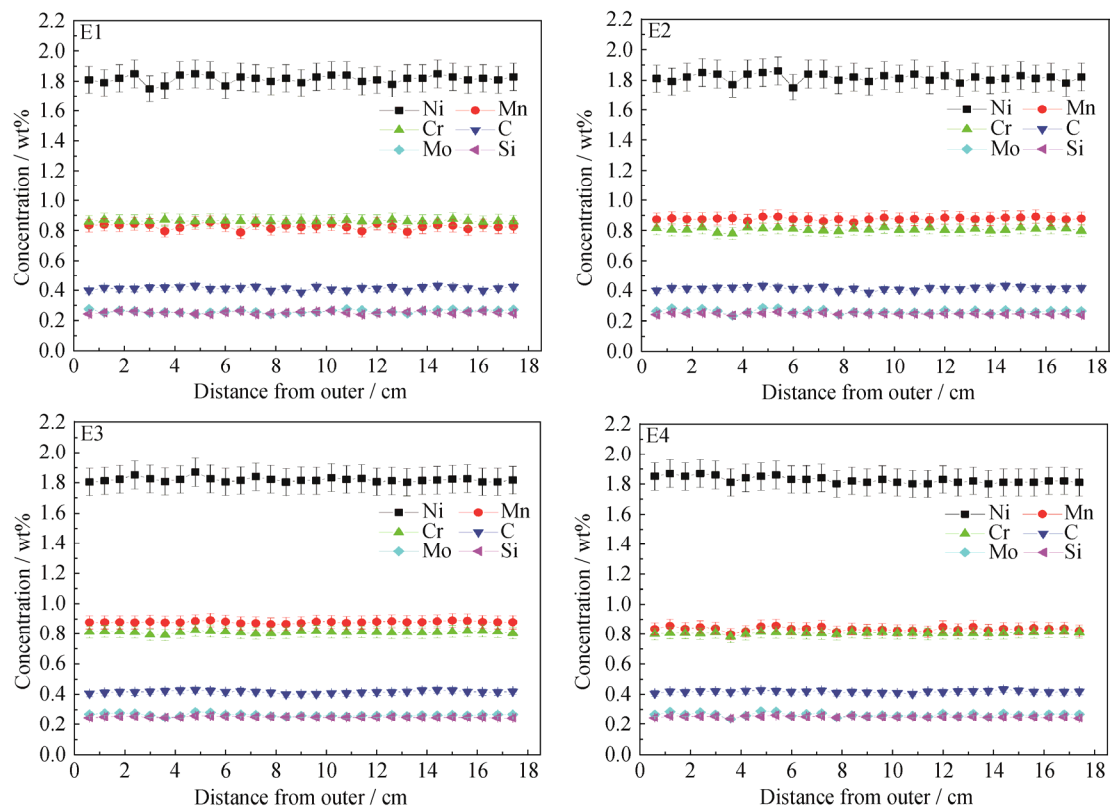 E1
2.2
2.0
1.8
1.6
1.4
1.2
1.0
0.8
0.6
0.4
0.2
0.0
Concentration / wt%
Ni Mn
Cr C
Mo Si
0 2 4 6 8 10 12 14 16 18
Distance from outer / cm
E2
2.2
2.0
1.8
1.6
1.4
1.2
1.0
0.8
0.6
0.4
0.2
0.0
Concentration / wt%
Ni Mn
Cr C
Mo Si
0 2 4 6 8 10 12 14 16 18
Distance from outer / cm
E3
2.2
2.0
1.8
1.6
1.4
1.2
1.0
0.8
0.6
0.4
0.2
0.0
Concentration / wt%
Ni Mn
Cr C
Mo Si
0 2 4 6 8 10 12 14 16 18
Distance from outer / cm
E4
2.2
2.0
1.8
1.6
1.4
1.2
1.0
0.8
0.6
0.4
0.2
0.0
Concentration / wt%
Ni Mn
Cr C
Mo Si
0 2 4 6 8 10 12 14 16 18
Distance from outer / cm